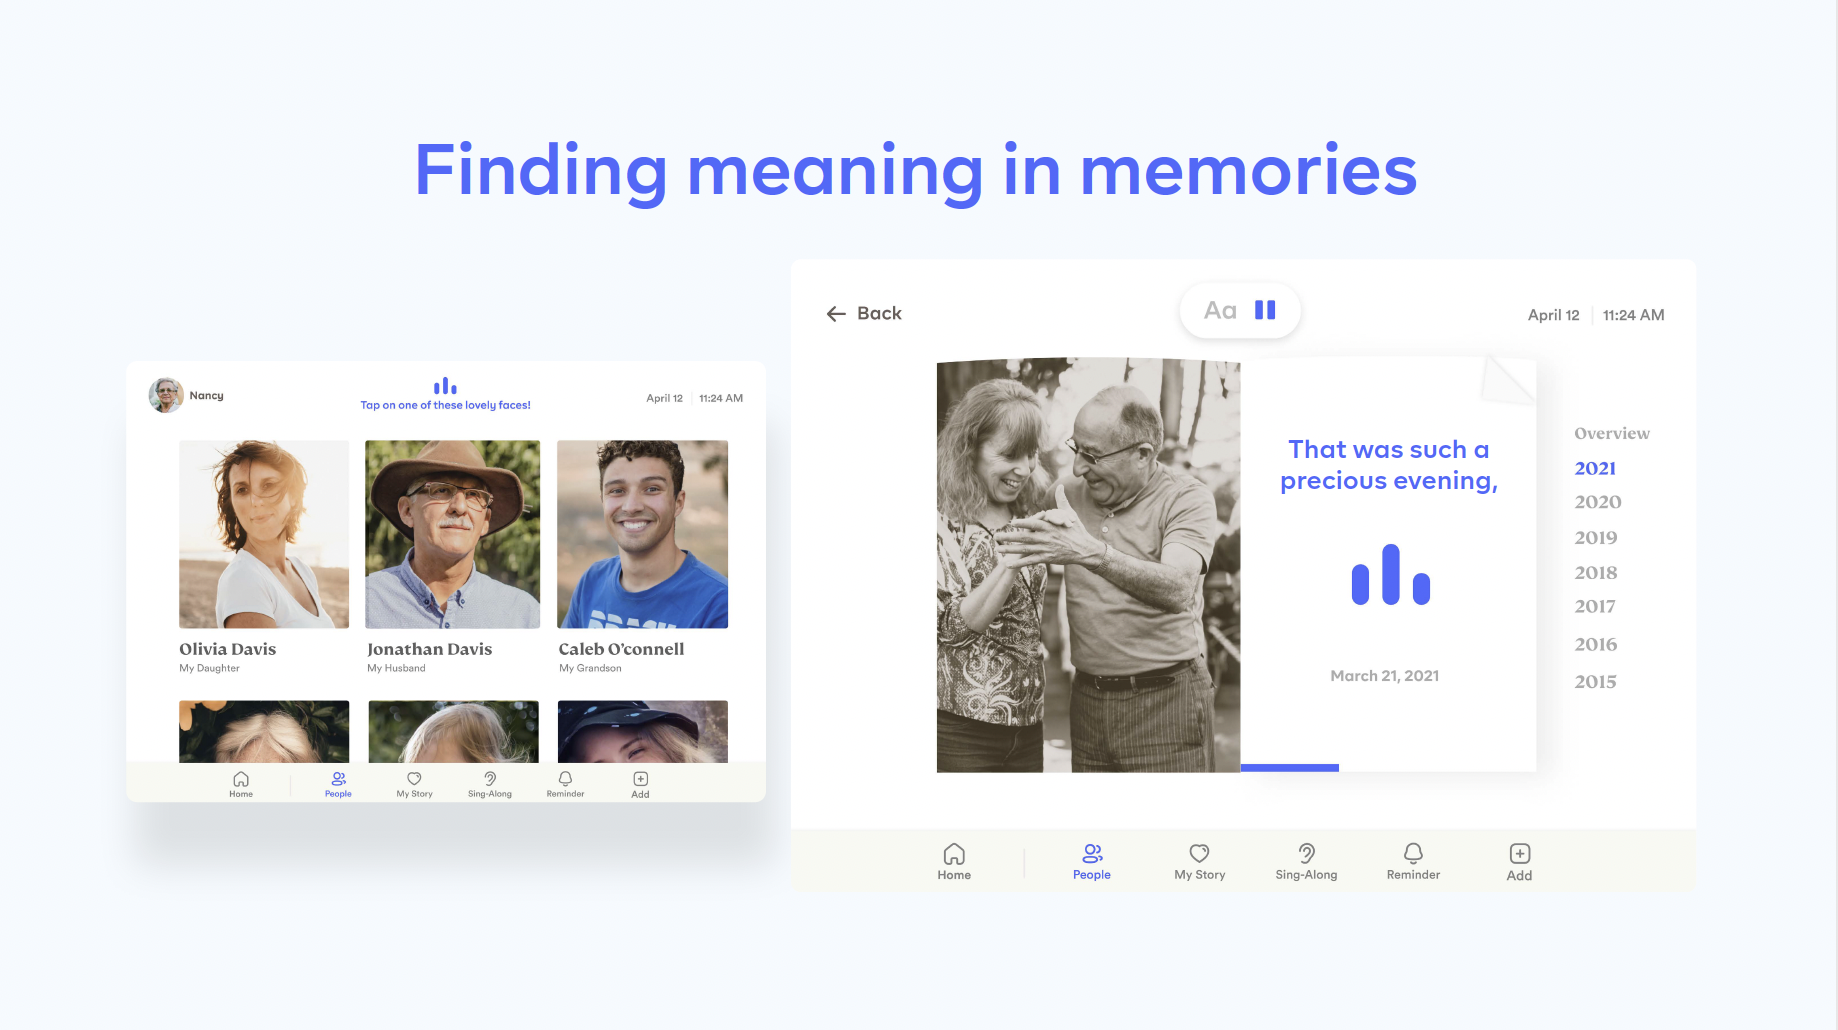 Finding meaning in memories
Nancy
Tap on one of these lovely faces!
April 12 11:24 AM
Olivia Davis
My Daughter
Jonathan Davis
My Husband
Caleb O'connell
My Grandson
Home
People
My Story
Sing-Along
Reminder
Add
Back
Aa
April 12 11:24 AM
That was such a
precious evening,
March 21, 2021
Overview
2021
2020
2019
2018
2017
2016
2015
Home
People
My Story
Sing-Along
Reminder
Add